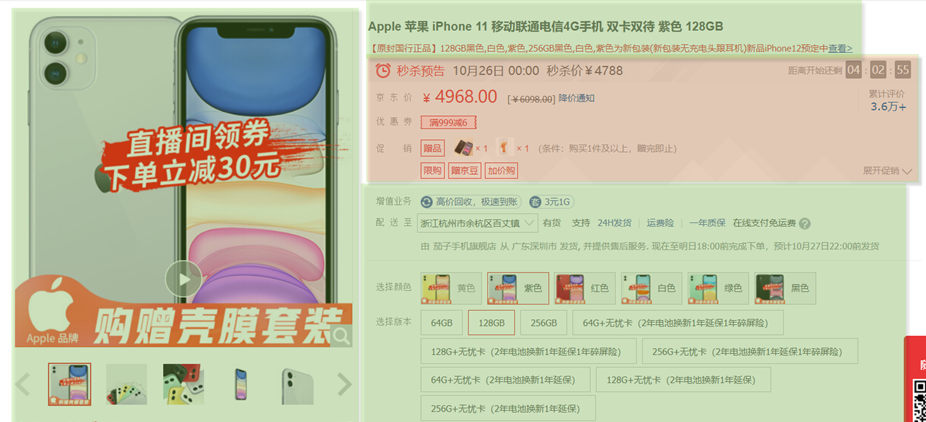 Apple 苹果 iPhone 11 移动联通电信4G手机 双卡双待 紫色 128GB
【原封国行正品】128GB黑色,白色,紫色,256GB黑色,白色,紫色为新包装(新包装无充电头跟耳机)新品iPhone12预定中查看>
秒杀预告 10月26日 00:00 秒杀价￥4788
距离开始还剩 04 : 02 : 55
京东价 ￥ 4968.00 [￥6098.00] 降价通知
累计评价
3.6万+
优惠券 满999减6
促销 赠品 × 1 × 1 (条件：购买1件及以上，赠完即止)
限购 赠京豆 加价购
展开促销
增值业务 高价回收，极速到账 3元1G
配送至 浙江杭州市余杭区百丈镇 有货 支持 24H发货 运费险 一年质保 在线支付免运费 ?
由 茄子手机旗舰店 从 广东深圳市 发货, 并提供售后服务. 现在至明日18:00前完成下单，预计10月27日22:00前发货
选择颜色 黄色 紫色 红色 白色 绿色 黑色
选择版本 64GB 128GB 256GB 64G+无忧卡（2年电池换新1年延保1年碎屏险)
128G+无忧卡（2年电池换新1年延保1年碎屏险) 256G+无忧卡（2年电池换新1年延保1年碎屏险)
64G+无忧卡（2年电池换新1年延保) 128G+无忧卡（2年电池换新1年延保)
256G+无忧卡（2年电池换新1年延保)
直播间领券
下单立减30元
Apple 品牌
购赠壳膜套装